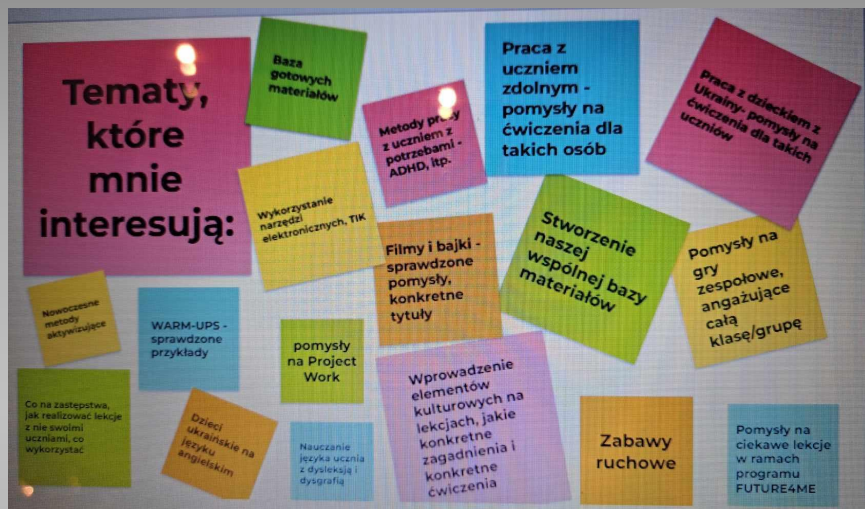 Tematy,
które
mnie
interesują:
Baza
gotowych
materiałów
Metody pracy
z uczniem z
potrzebami -
ADHD, itp.
Praca z
uczniem
zdolnym -
pomysły na
ćwiczenia dla
takich osób
Praca z dzieckiem z
Ukrainy- pomysły na
ćwiczenia dla takich
uczniów
Wykorzystanie
narzędzi
elektronicznych, TIK
Filmy i bajki -
sprawdzone
pomysły,
konkretne
tytuły
Stworzenie
naszej
wspólnej bazy
materiałów
Pomysły na
gry
zespołowe,
angażujące
całą
klasę/grupę
Nowoczesne
metody
aktywizujące
WARM-UPS -
sprawdzone
przykłady
pomysły
na Project
Work
Wprowadzenie
elementów
kulturowych na
lekcjach, jakie
konkretne
zagadnienia i
konkretne
ćwiczenia
Co na zastępstwa,
jak realizować lekcje
z nie swoimi
uczniami, co
wykorzystać
Dzieci
ukraińskie na
języku
angielskim
Nauczanie
języka ucznia
z dysleksją i
dysgrafią
Zabawy
ruchowe
Pomysły na
ciekawe lekcje
w ramach
programu
FUTURE4ME